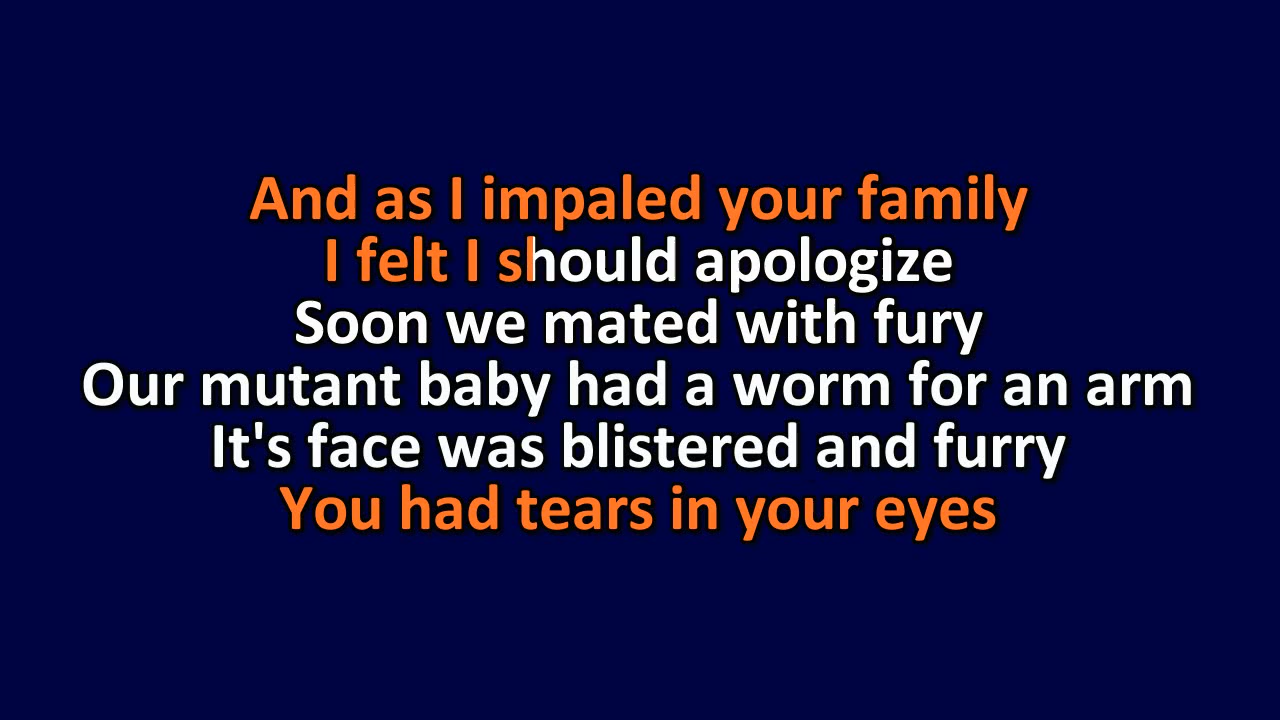 And as I impaled your family
I felt I should apologize
Soon we mated with fury
Our mutant baby had a worm for an arm
It's face was blistered and furry
You had tears in your eyes